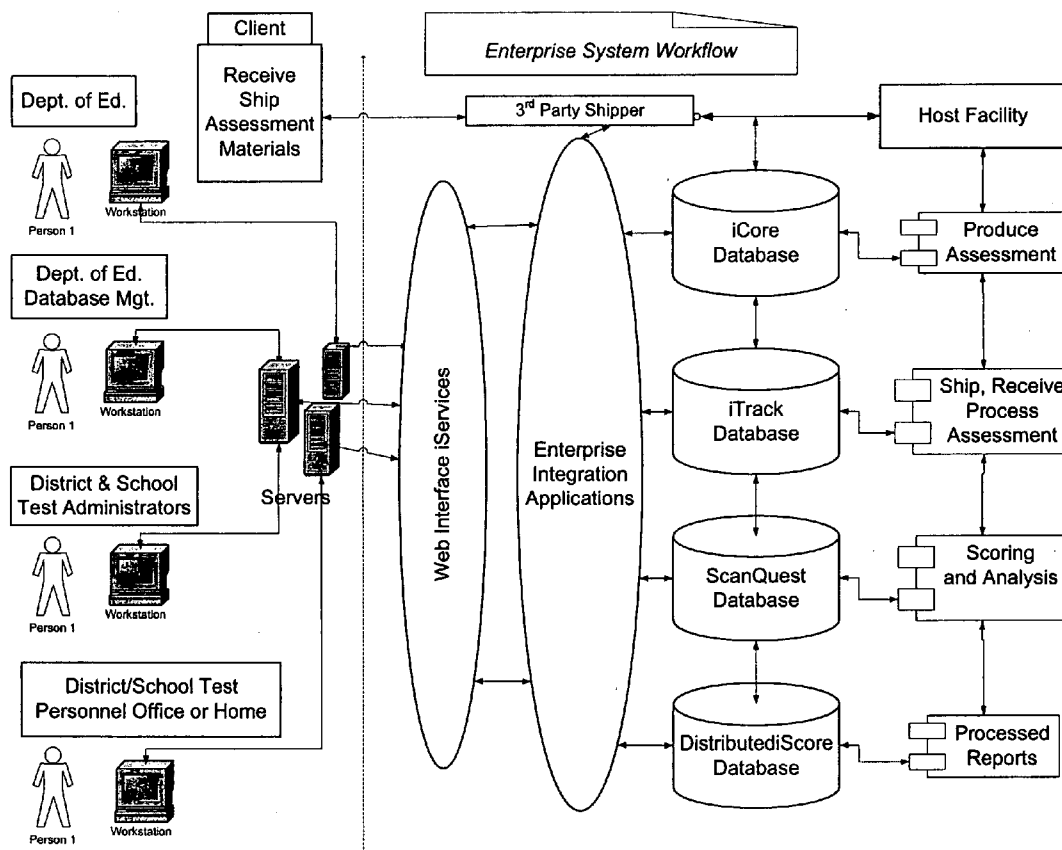 Client
Enterprise System Workflow
Receive
Ship
Assessment
Materials
Dept. of Ed.
3rd Party Shipper
Host Facility
Person 1
Workstation
iCore
Database
Produce
Assessment
Dept. of Ed.
Database Mgt.
Person 1
Workstation
Servers
Web Interface iServices
Enterprise
Integration
Applications
iTrack
Database
Ship, Receive
Process
Assessment
District & School
Test Administrators
Person 1
Workstation
ScanQuest
Database
Scoring
and Analysis
District/School Test
Personnel Office or Home
Person 1
Workstation
DistributediScore
Database
Processed
Reports